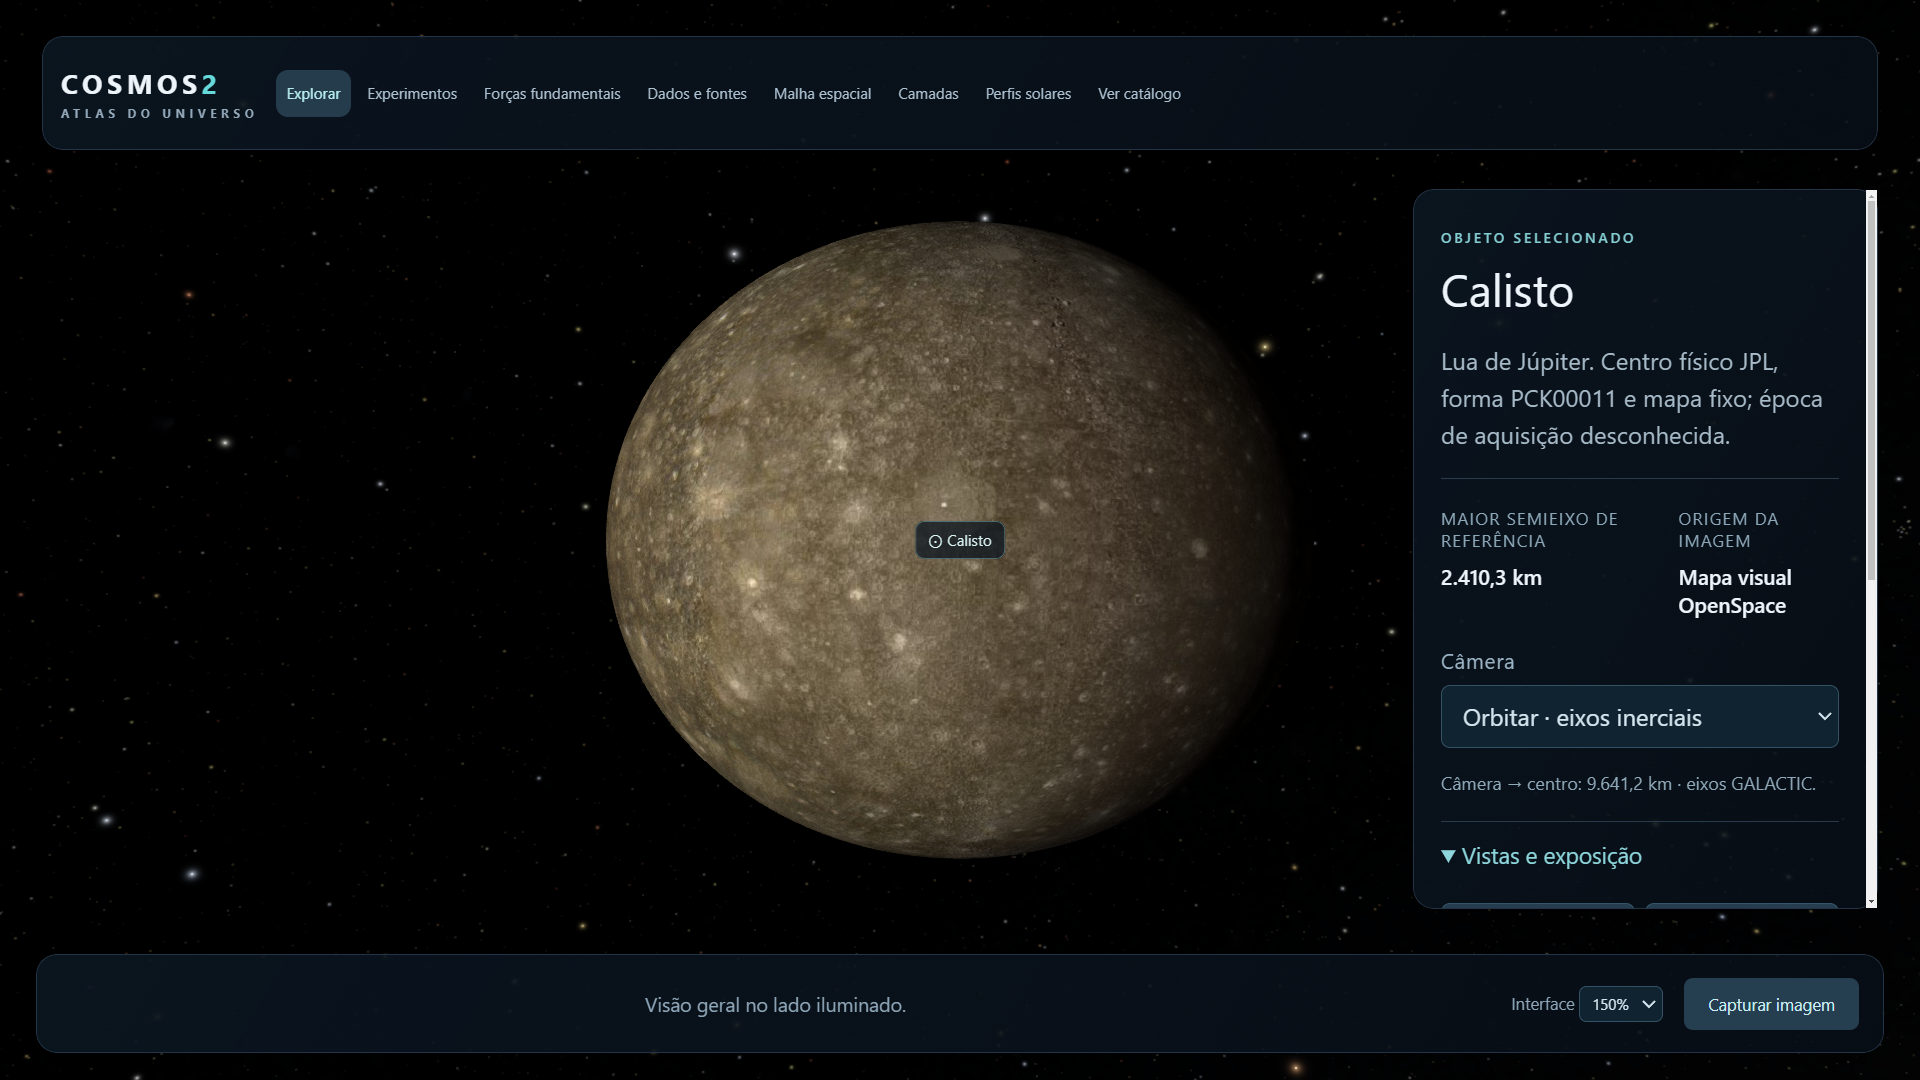 COSMOS2
ATLAS DO UNIVERSO
Explorar
Experimentos
Forças fundamentais
Dados e fontes
Malha espacial
Camadas
Perfis solares
Ver catálogo
Calisto
OBJETO SELECIONADO
Calisto
Lua de Júpiter. Centro físico JPL,
forma PCK00011 e mapa fixo; época
de aquisição desconhecida.
MAIOR SEMIEIXO DE
REFERÊNCIA
2.410,3 km
ORIGEM DA
IMAGEM
Mapa visual
OpenSpace
Câmera
Orbitar · eixos inerciais
Câmera → centro: 9.641,2 km · eixos GALACTIC.
▼ Vistas e exposição
Visão geral no lado iluminado.
Interface
150%
Capturar imagem